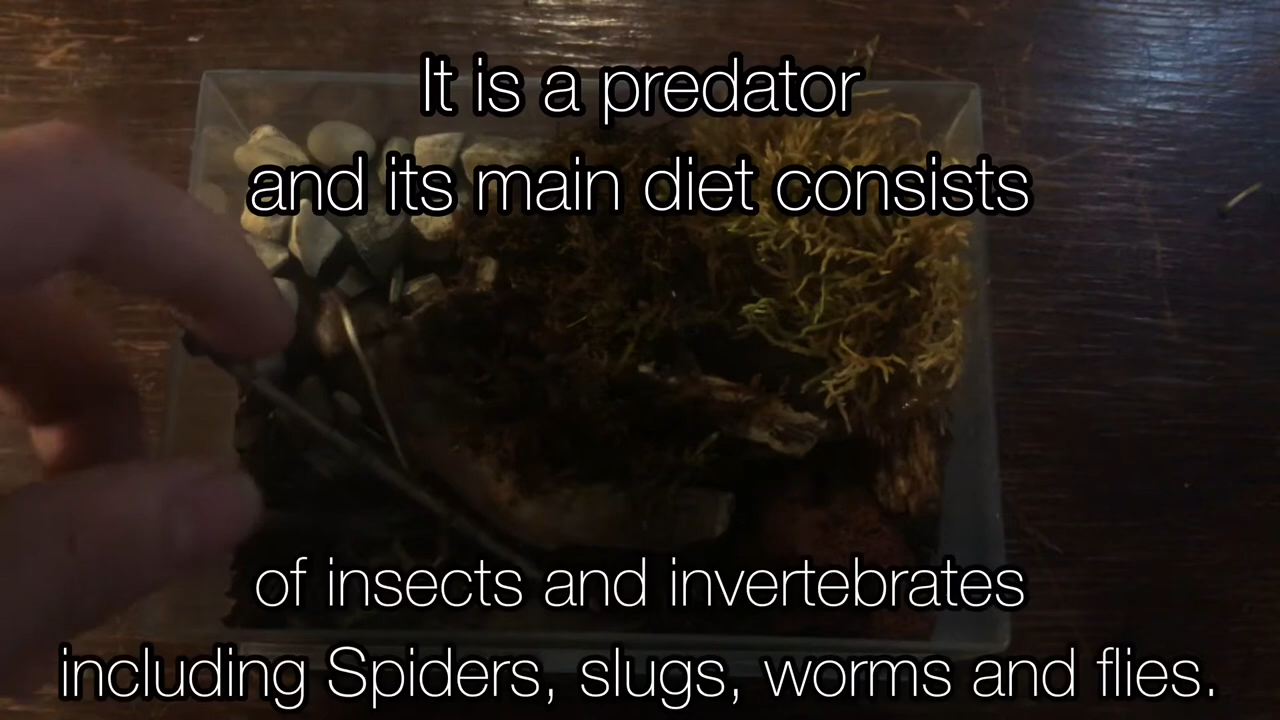 It is a predator
and its main diet consists
of insects and invertebrates
including Spiders, slugs, worms and flies.